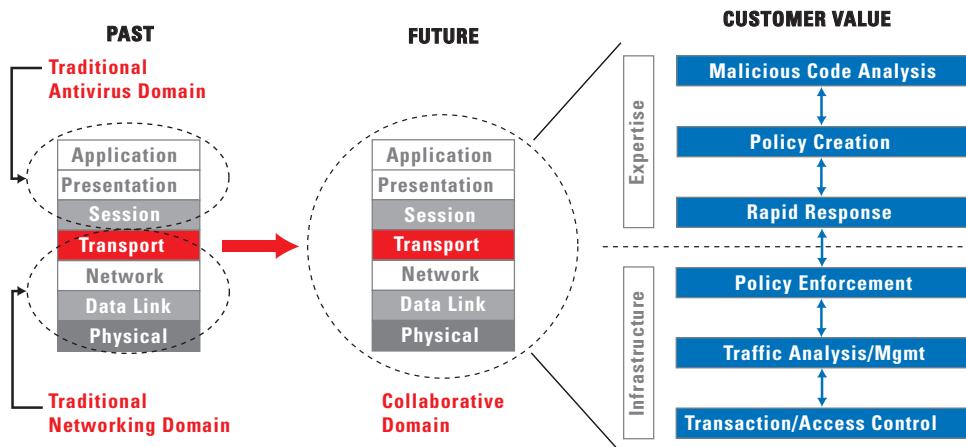 PAST
Traditional
Antivirus Domain
Application
Presentation
Session
Transport
Network
Data Link
Physical
Traditional
Networking Domain
FUTURE
Application
Presentation
Session
Transport
Network
Data Link
Physical
Collaborative
Domain
CUSTOMER VALUE
Expertise
Malicious Code Analysis
Policy Creation
Rapid Response
Infrastructure
Policy Enforcement
Traffic Analysis/Mgmt
Transaction/Access Control